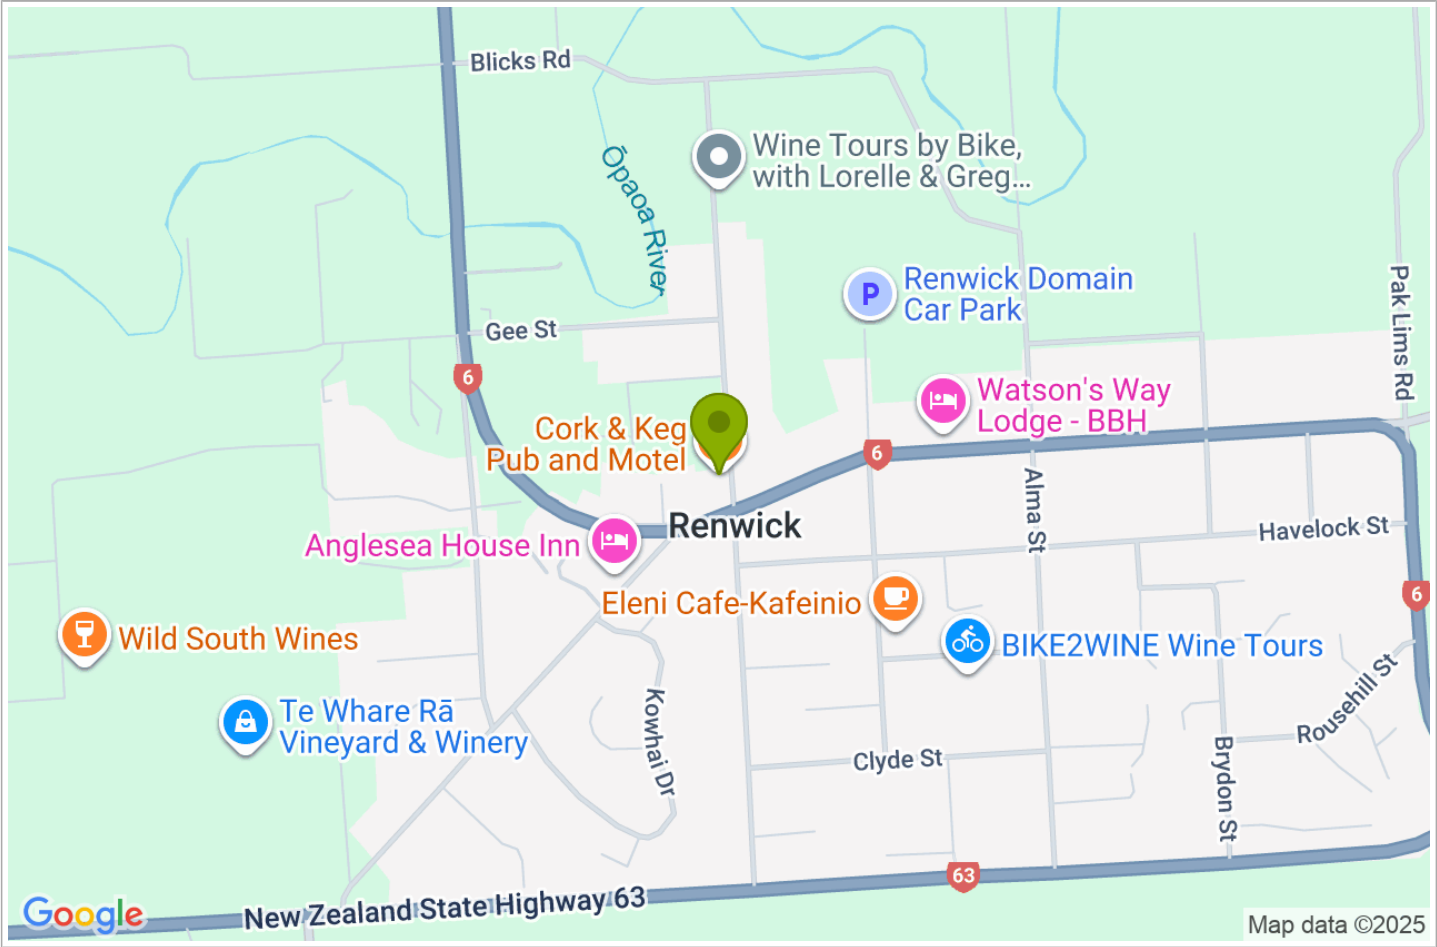 Blicks Rd
Wine Tours by Bike,
with Lorelle & Greg...
Ōpaoa River
Renwick Domain
Car Park
P
Pak Lims Rd
Gee St
6
Watson's Way
Lodge - BBH
Cork & Keg
Pub and Motel
6
Alma St
Renwick
Havelock St
Anglesea House Inn
Eleni Cafe-Kafeinio
6
Wild South Wines
BIKE2WINE Wine Tours
Te Whare Rā
Vineyard & Winery
Kowhai Dr
Rousehill St
Clyde St
Brydon St
63
New Zealand State Highway 63
Google
Map data ©2025